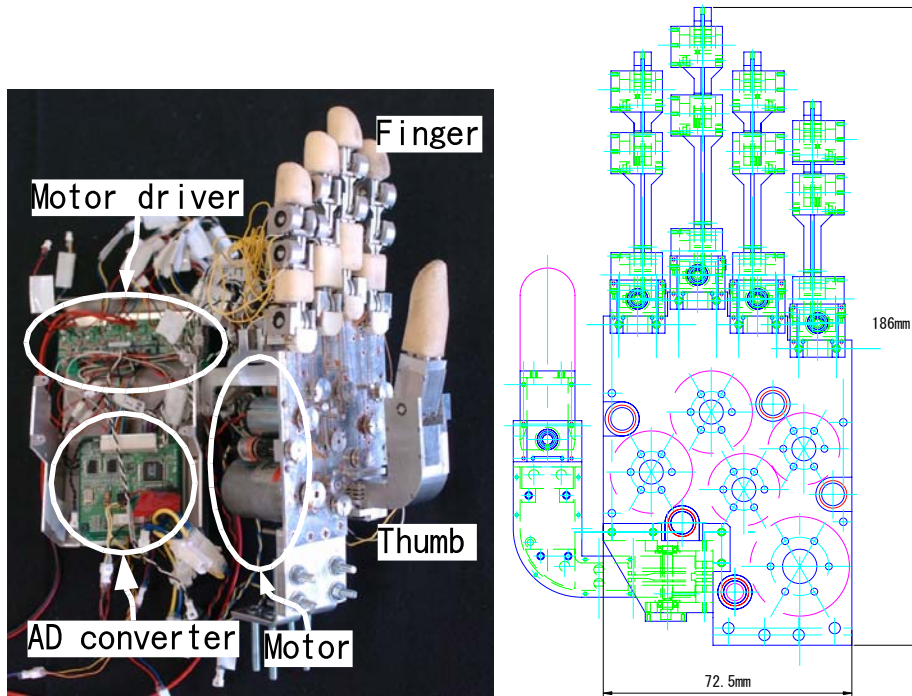 Finger
Motor driver
Thumb
AD converter
Motor
186mm
72.5mm